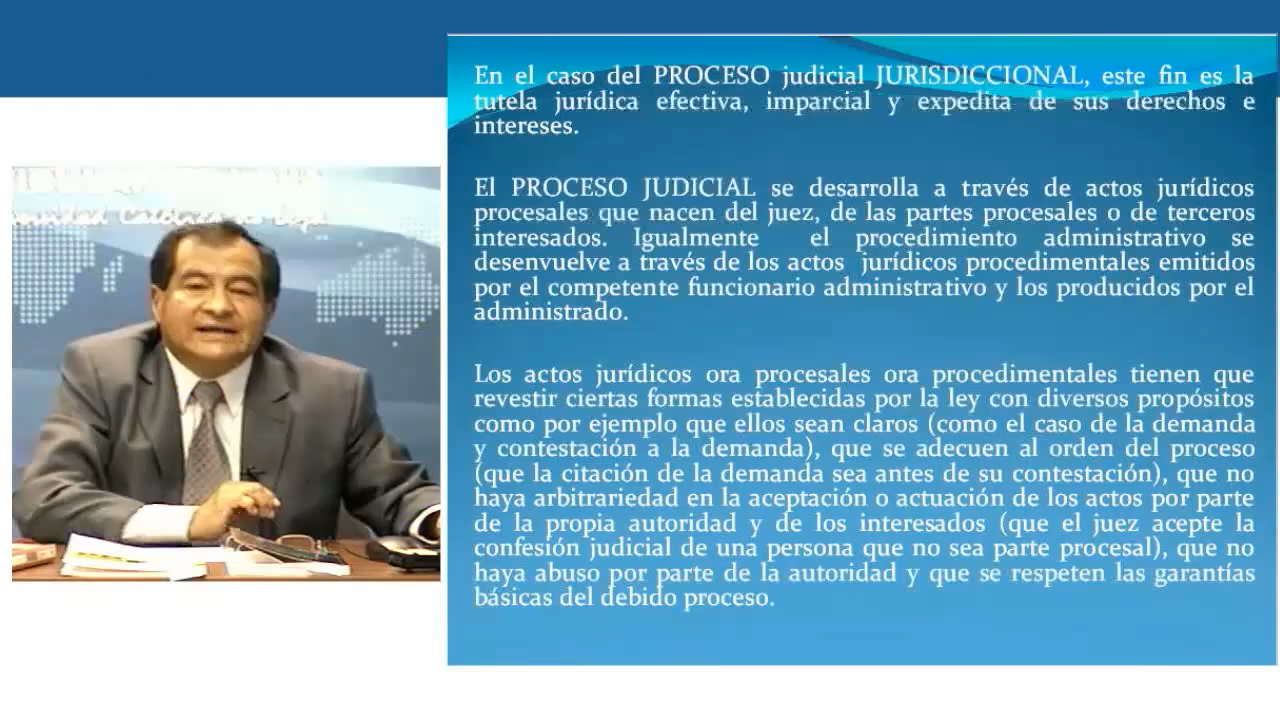 En el caso del PROCESO judicial JURISDICCIONAL, este fin es la
tutela jurídica efectiva, imparcial y expedita de sus derechos e
intereses.
El PROCESO JUDICIAL se desarrolla a través de actos jurídicos
procesales que nacen del juez, de las partes procesales o de terceros
interesados. Igualmente el procedimiento administrativo se
desenvuelve a través de los actos jurídicos procedimentales emitidos
por el competente funcionario administrativo y los producidos por el
administrado.
Los actos jurídicos ora procesales ora procedimentales tienen que
revestir ciertas formas establecidas por la ley con diversos propósitos
como por ejemplo que ellos sean claros (como el caso de la demanda
y contestación a la demanda), que se adecuen al orden del proceso
(que la citación de la demanda sea antes de su contestación), que no
haya arbitrariedad en la aceptación o actuación de los actos por parte
de la propia autoridad y de los interesados (que el juez acepte la
confesión judicial de una persona que no sea parte procesal), que no
haya abuso por parte de la autoridad y que se respeten las garantías
básicas del debido proceso.